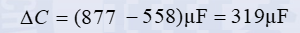 ΔC = (877 − 558)μF = 319μF